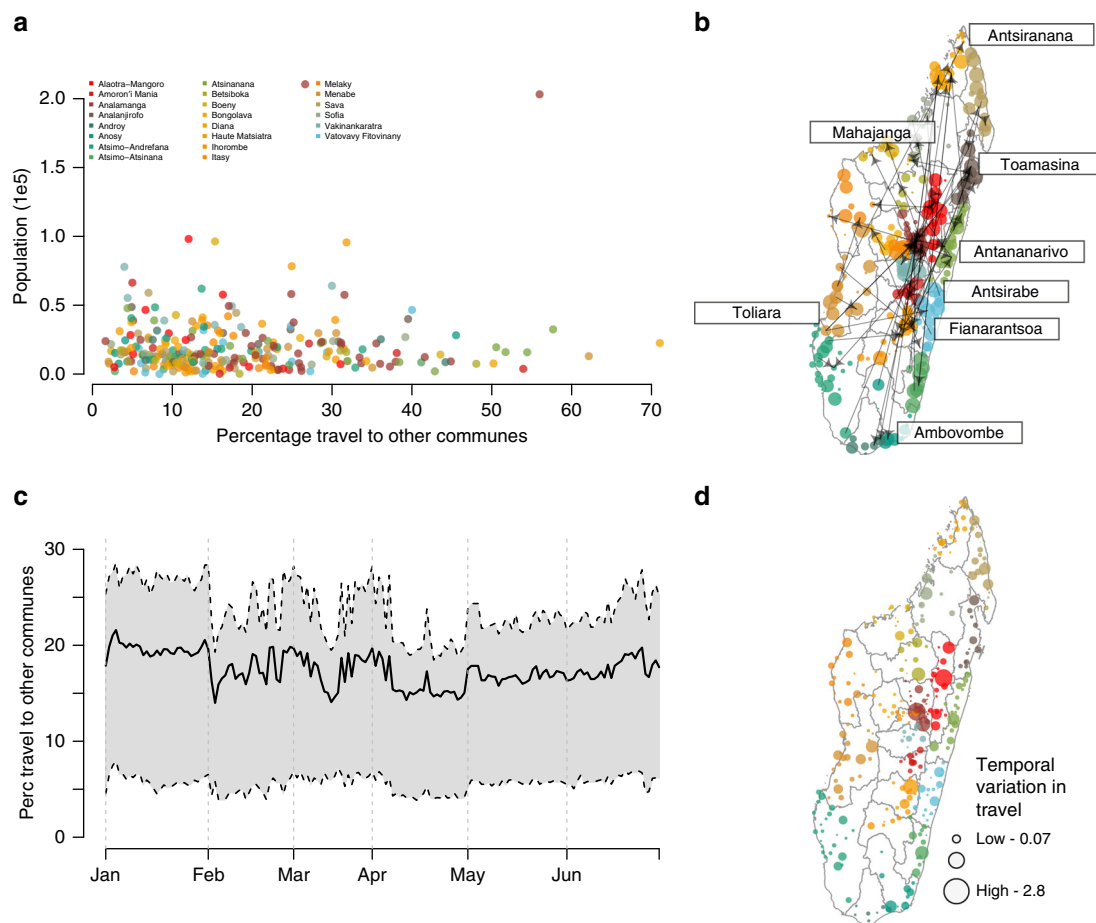 a
Alaotra–Mangoro
Amoron'i Mania
Analamanga
Analanjirofo
Androy
Anosy
Atsimo–Andrefana
Atsimo–Atsinana
Atsinanana
Betsiboka
Boeny
Bongolava
Diana
Haute Matsiatra
Ihorombe
Itasy
Melaky
Menabe
Sava
Sofia
Vakinankaratra
Vatovavy Fitovinany
Population (1e5)
2.0
1.5
1.0
0.5
0.0
0 10 20 30 40 50 60 70
Percentage travel to other communes
b
Antsiranana
Mahajanga
Toamasina
Antananarivo
Antsirabe
Toliara
Fianarantsoa
Ambovombe
c
Perc travel to other communes
30
20
10
0
Jan Feb Mar Apr May Jun
d
Temporal
variation in
travel
Low - 0.07
High - 2.8